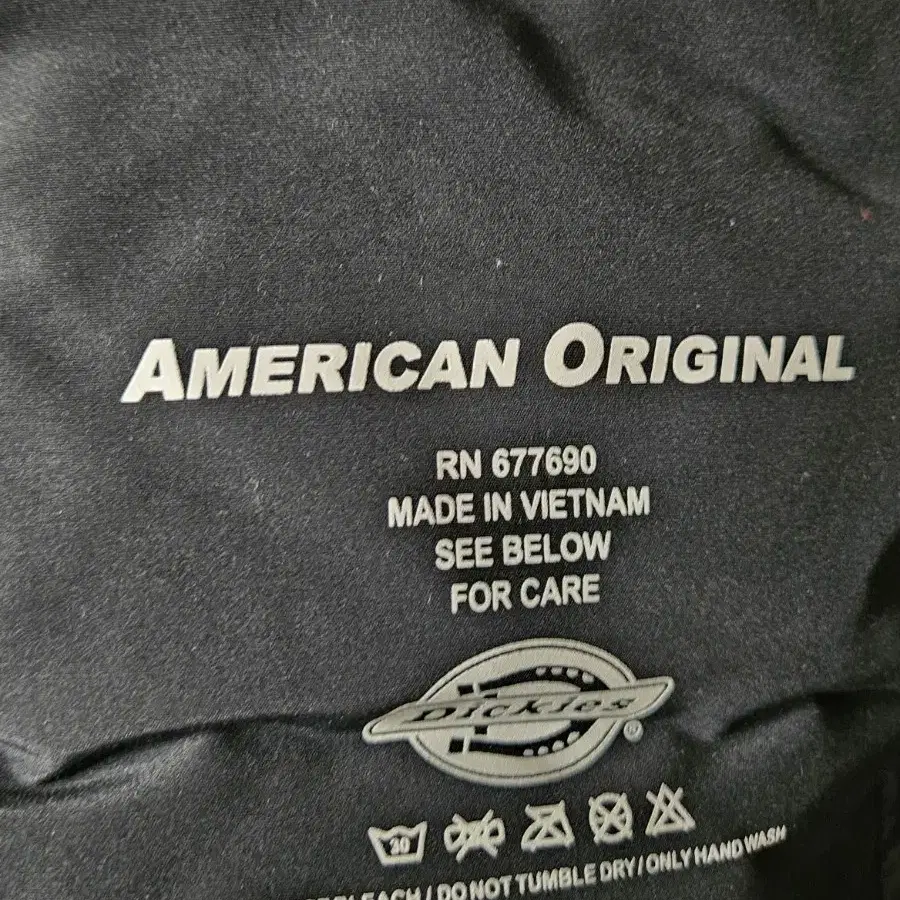 AMERICAN ORIGINAL
RN 677690
MADE IN VIETNAM
SEE BELOW
FOR CARE
Dickies ®
30
BLEACH / DO NOT TUMBLE DRY / ONLY HAND WASH